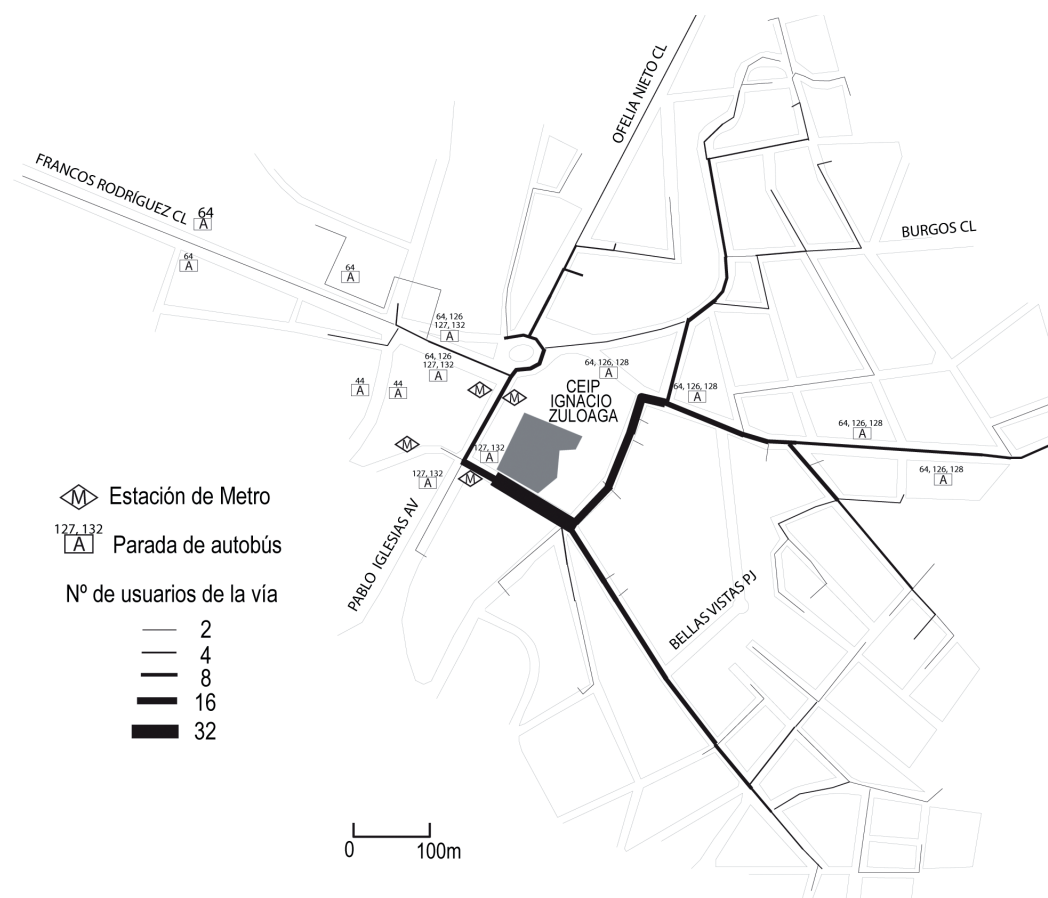 OFELIA NIETO CL
FRANCOS RODRÍGUEZ CL
64
A
BURGOS CL
64
A
64
A
64, 126
127, 132
A
64, 126
127, 132
A
64, 126, 128
A
44
A
44
A
M
M
CEIP
IGNACIO
ZULOAGA
64, 126, 128
A
64, 126, 128
A
M
127, 132
A
127, 132
A
M
64, 126, 128
A
M Estación de Metro
127, 132
A Parada de autobús
PABLO IGLESIAS AV
BELLAS VISTAS PJ
Nº de usuarios de la vía
2
4
8
16
32
0 100m